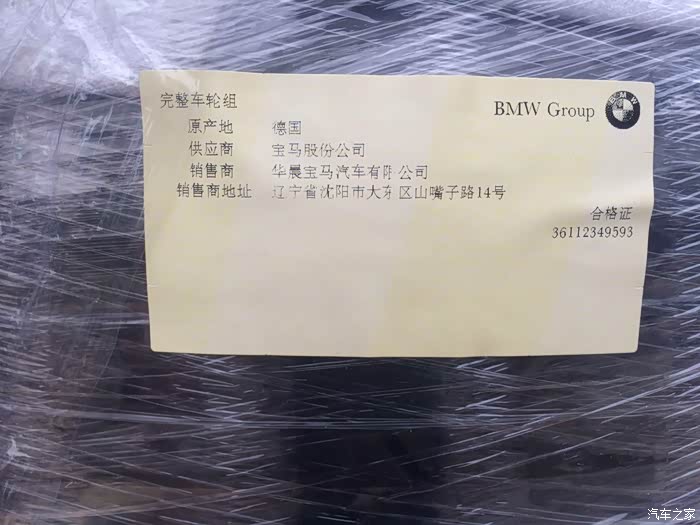 完整车轮组
BMW Group
BMW
原产地 德国
供应商 宝马股份公司
销售商 华晨宝马汽车有限公司
销售商地址 辽宁省沈阳市大东区山嘴子路14号
合格证
36112349593
汽车之家